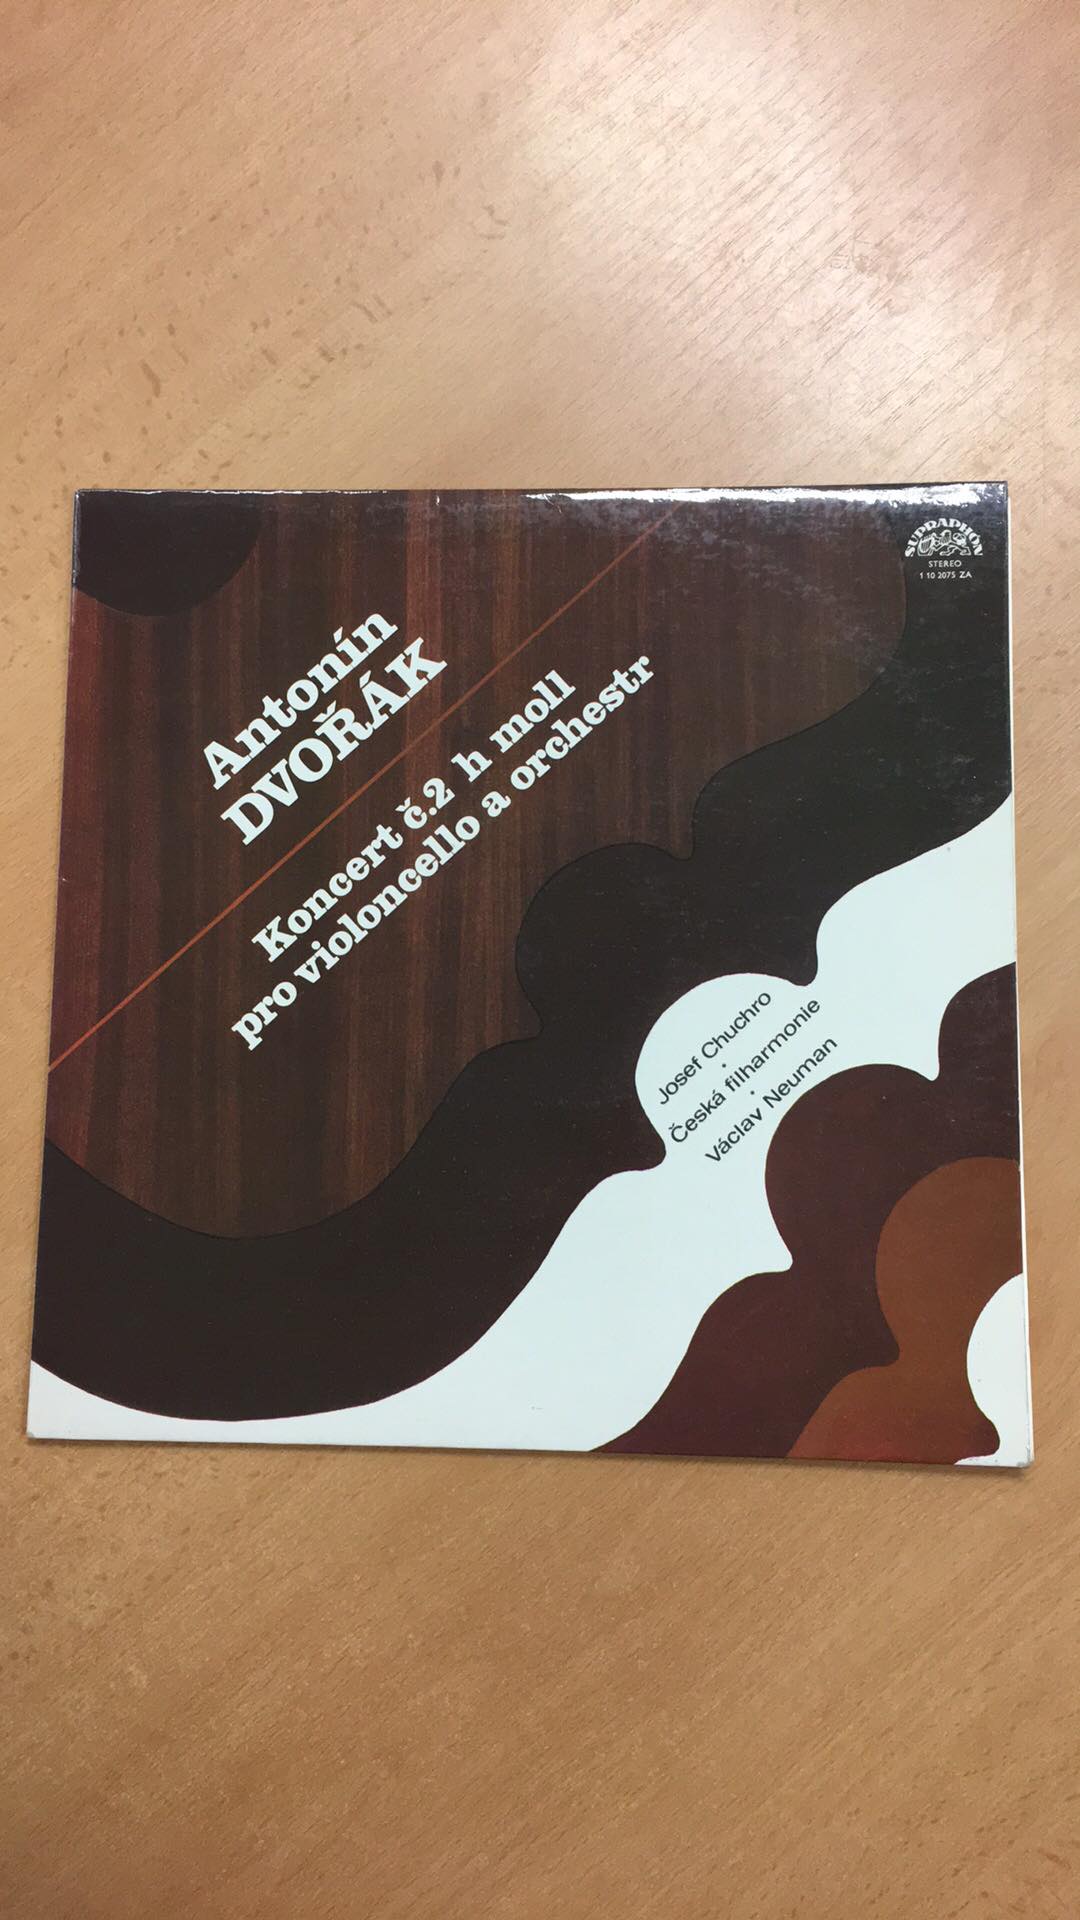 SUPRAPHON
STEREO
1 10 2075 ZA
Antonín
DVOŘÁK
Koncert č.2 h moll
pro violoncello a orchestr
Josef Chuchro
•
Česká filharmonie
•
Václav Neuman